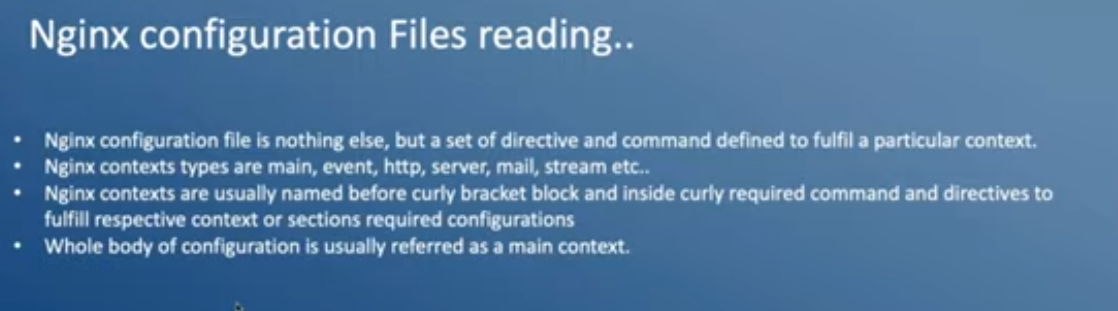 Nginx configuration Files reading..
• Nginx configuration file is nothing else, but a set of directive and command defined to fulfil a particular context.
• Nginx contexts types are main, event, http, server, mail, stream etc..
• Nginx contexts are usually named before curly bracket block and inside curly required command and directives to
fulfill respective context or sections required configurations
• Whole body of configuration is usually referred as a main context.